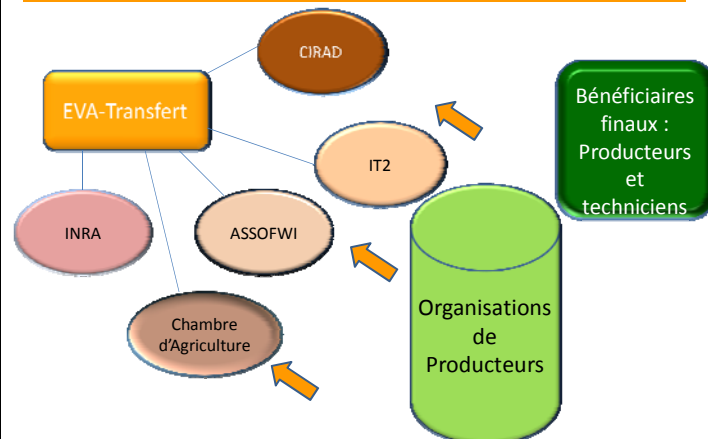 CIRAD
EVA-Transfert
Bénéficiaires
finaux :
Producteurs
et
techniciens
IT2
INRA
ASSOFWI
Organisations
de
Producteurs
Chambre
d'Agriculture